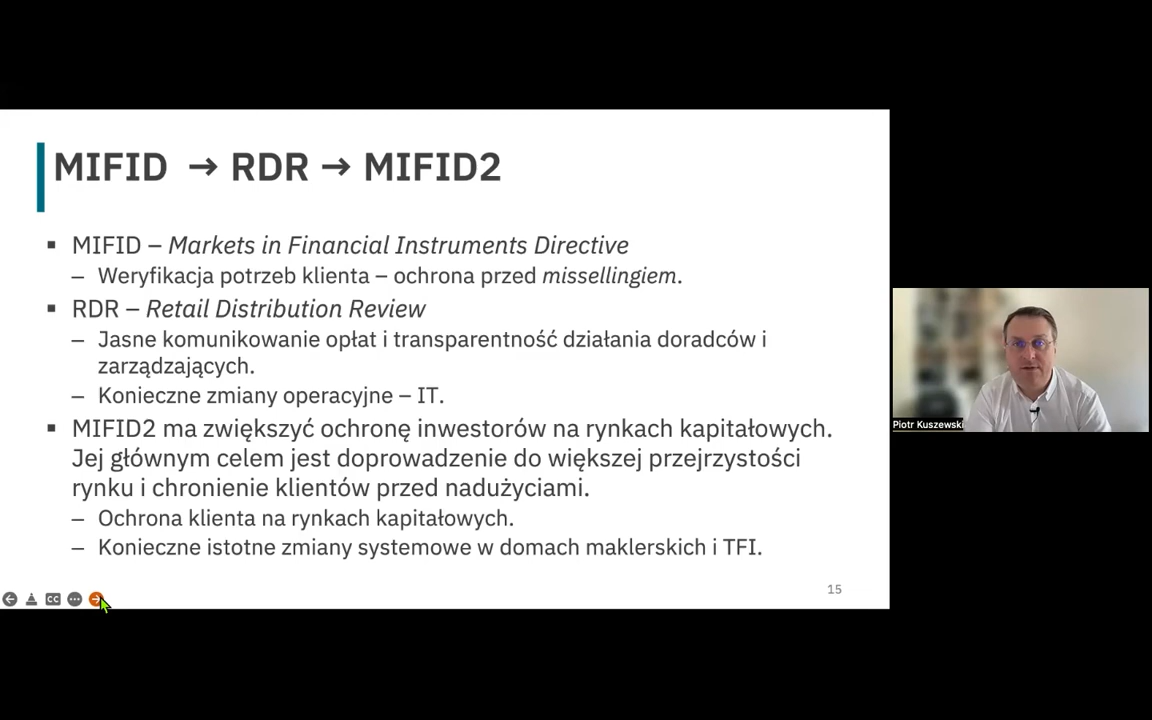 MIFID → RDR → MIFID2
▪ MIFID – Markets in Financial Instruments Directive
– Weryfikacja potrzeb klienta – ochrona przed missellingiem.
▪ RDR – Retail Distribution Review
– Jasne komunikowanie opłat i transparentność działania doradców i
zarządzających.
– Konieczne zmiany operacyjne – IT.
▪ MIFID2 ma zwiększyć ochronę inwestorów na rynkach kapitałowych.
Jej głównym celem jest doprowadzenie do większej przejrzystości
rynku i chronienie klientów przed nadużyciami.
– Ochrona klienta na rynkach kapitałowych.
– Konieczne istotne zmiany systemowe w domach maklerskich i TFI.
15
CC
Piotr Kuszewski